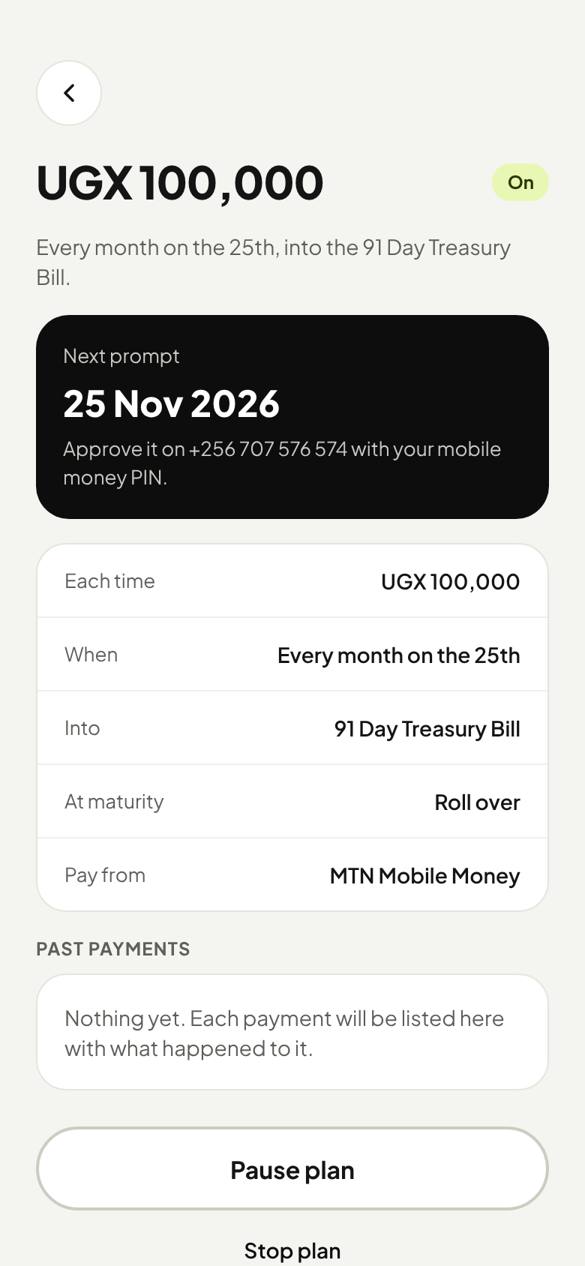 UGX 100,000
On
Every month on the 25th, into the 91 Day Treasury
Bill.
Next prompt
25 Nov 2026
Approve it on +256 707 576 574 with your mobile
money PIN.
Each time
UGX 100,000
When
Every month on the 25th
Into
91 Day Treasury Bill
At maturity
Roll over
Pay from
MTN Mobile Money
PAST PAYMENTS
Nothing yet. Each payment will be listed here
with what happened to it.
Pause plan
Stop plan